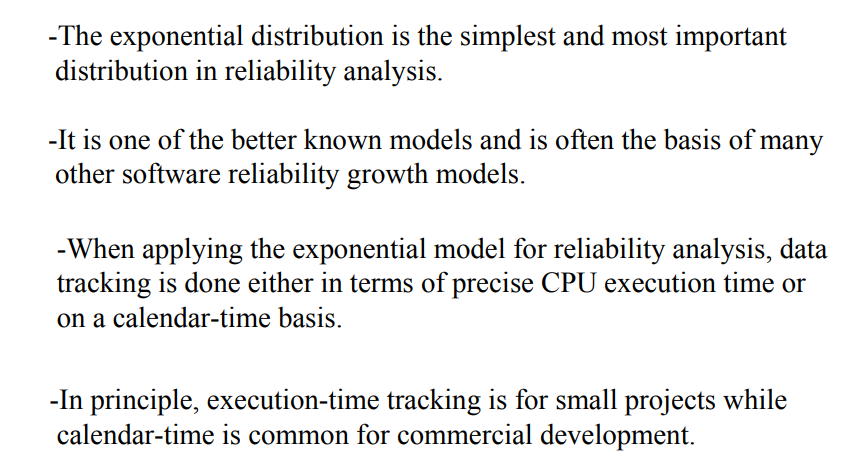 -The exponential distribution is the simplest and most important
distribution in reliability analysis.
-It is one of the better known models and is often the basis of many
other software reliability growth models.
-When applying the exponential model for reliability analysis, data
tracking is done either in terms of precise CPU execution time or
on a calendar-time basis.
-In principle, execution-time tracking is for small projects while
calendar-time is common for commercial development.